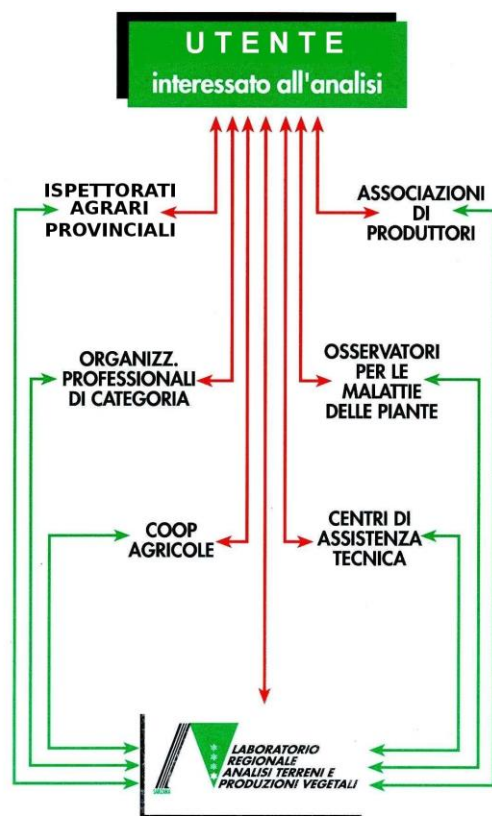 UTENTE
interessato all'analisi
ISPETTORATI
AGRARI
PROVINCIALI
ASSOCIAZIONI
DI
PRODUTTORI
ORGANIZZ.
PROFESSIONALI
DI CATEGORIA
OSSERVATORI
PER LE
MALATTIE
DELLE PIANTE
COOP
AGRICOLE
CENTRI DI
ASSISTENZA
TECNICA
LABORATORIO
REGIONALE
ANALISI TERRENI E
PRODUZIONI VEGETALI